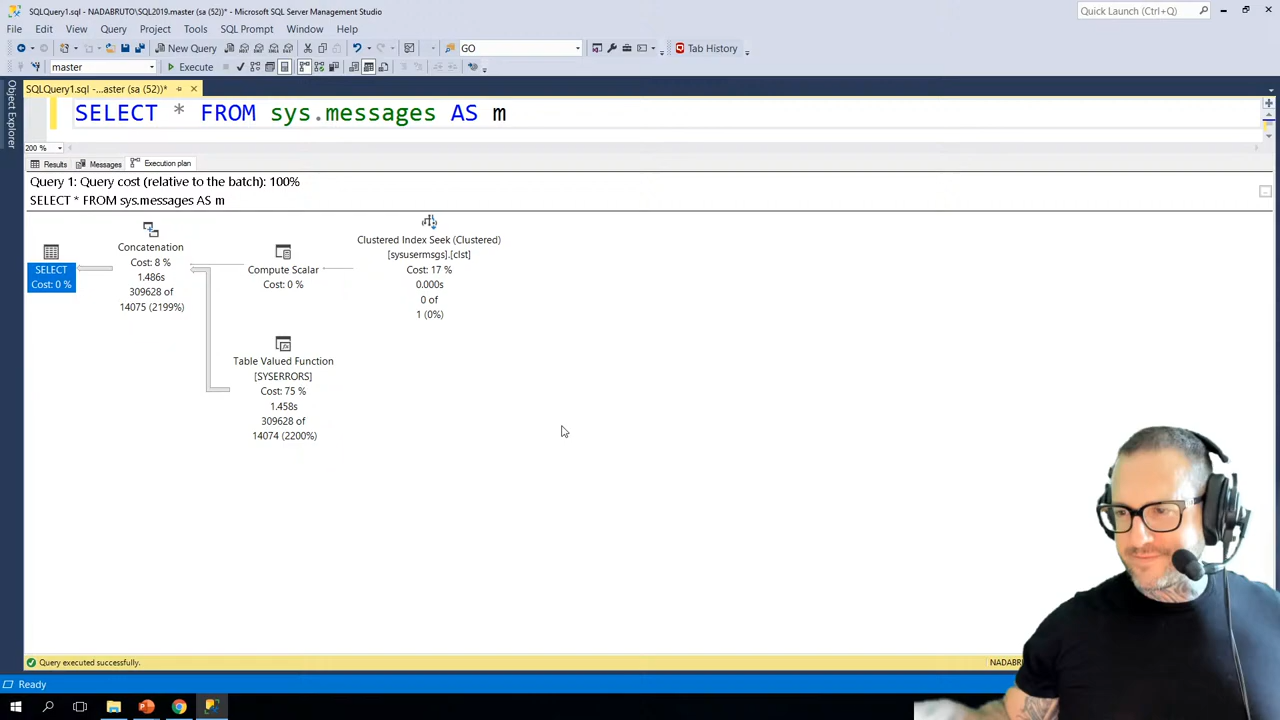 SQLQuery1.sql - NADABRUTO\SQL2019.master (sa (52))* - Microsoft SQL Server Management Studio
Quick Launch (Ctrl+Q)
File Edit View Query Project Tools SQL Prompt Window Help
New Query GO Tab History
master Execute
Object Explorer
SQLQuery1.sql -...aster (sa (52))*
SELECT * FROM sys.messages AS m
200 %
Results Messages Execution plan
Query 1: Query cost (relative to the batch): 100%
SELECT * FROM sys.messages AS m
SELECT
Cost: 0 %
Concatenation
Cost: 8 %
1.486s
309628 of
14075 (2199%)
Compute Scalar
Cost: 0 %
Clustered Index Seek (Clustered)
[sysusermsgs].[clst]
Cost: 17 %
0.000s
0 of
1 (0%)
Table Valued Function
[SYSERRORS]
Cost: 75 %
1.458s
309628 of
14074 (2200%)
Query executed successfully.
NADABRU
Ready